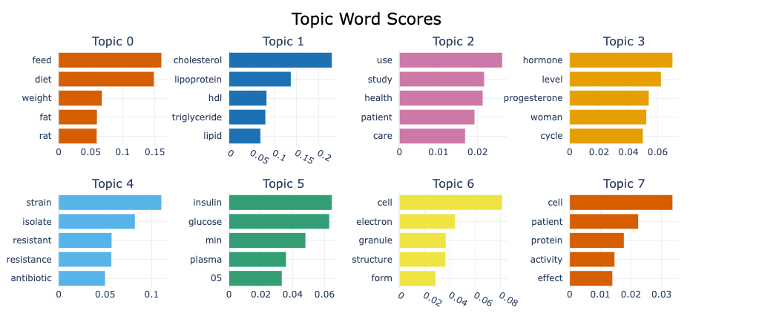 Topic Word Scores
Topic 0 Topic 1 Topic 2 Topic 3
feed cholesterol use hormone
diet lipoprotein study level
weight hdl health progesterone
fat triglyceride patient woman
rat lipid care cycle
0 0.05 0.1 0.15 0 0.05 0.1 0.15 0.2 0 0.01 0.02 0 0.02 0.04 0.06
Topic 4 Topic 5 Topic 6 Topic 7
strain insulin cell cell
isolate glucose electron patient
resistant min granule protein
resistance plasma structure activity
antibiotic 05 form effect
0 0.05 0.1 0 0.02 0.04 0.06 0 0.02 0.04 0.06 0.08 0 0.01 0.02 0.03